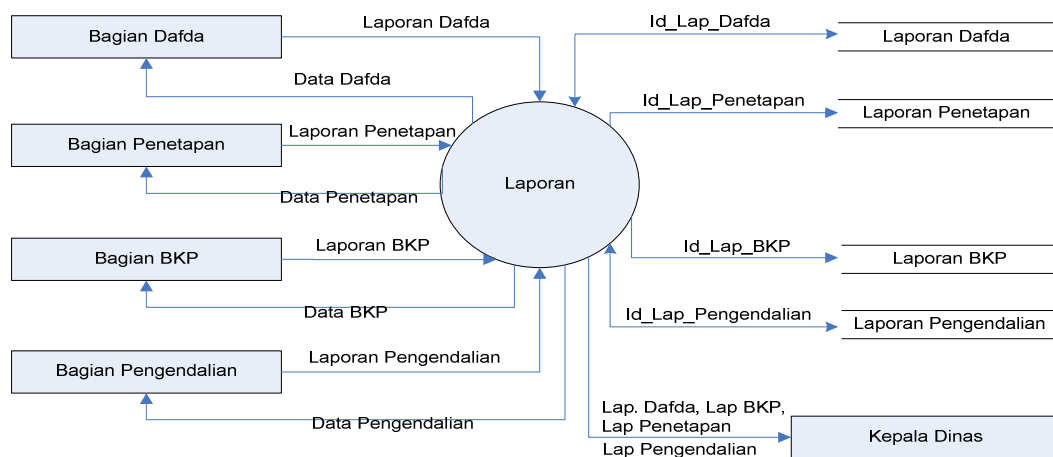 Bagian Dafda
Laporan Dafda
Data Dafda
Bagian Penetapan
Laporan Penetapan
Data Penetapan
Bagian BKP
Laporan BKP
Data BKP
Bagian Pengendalian
Laporan Pengendalian
Data Pengendalian
Laporan
Id_Lap_Dafda
Laporan Dafda
Id_Lap_Penetapan
Laporan Penetapan
Id_Lap_BKP
Laporan BKP
Id_Lap_Pengendalian
Laporan Pengendalian
Lap. Dafda, Lap BKP,
Lap Penetapan
Lap Pengendalian
Kepala Dinas